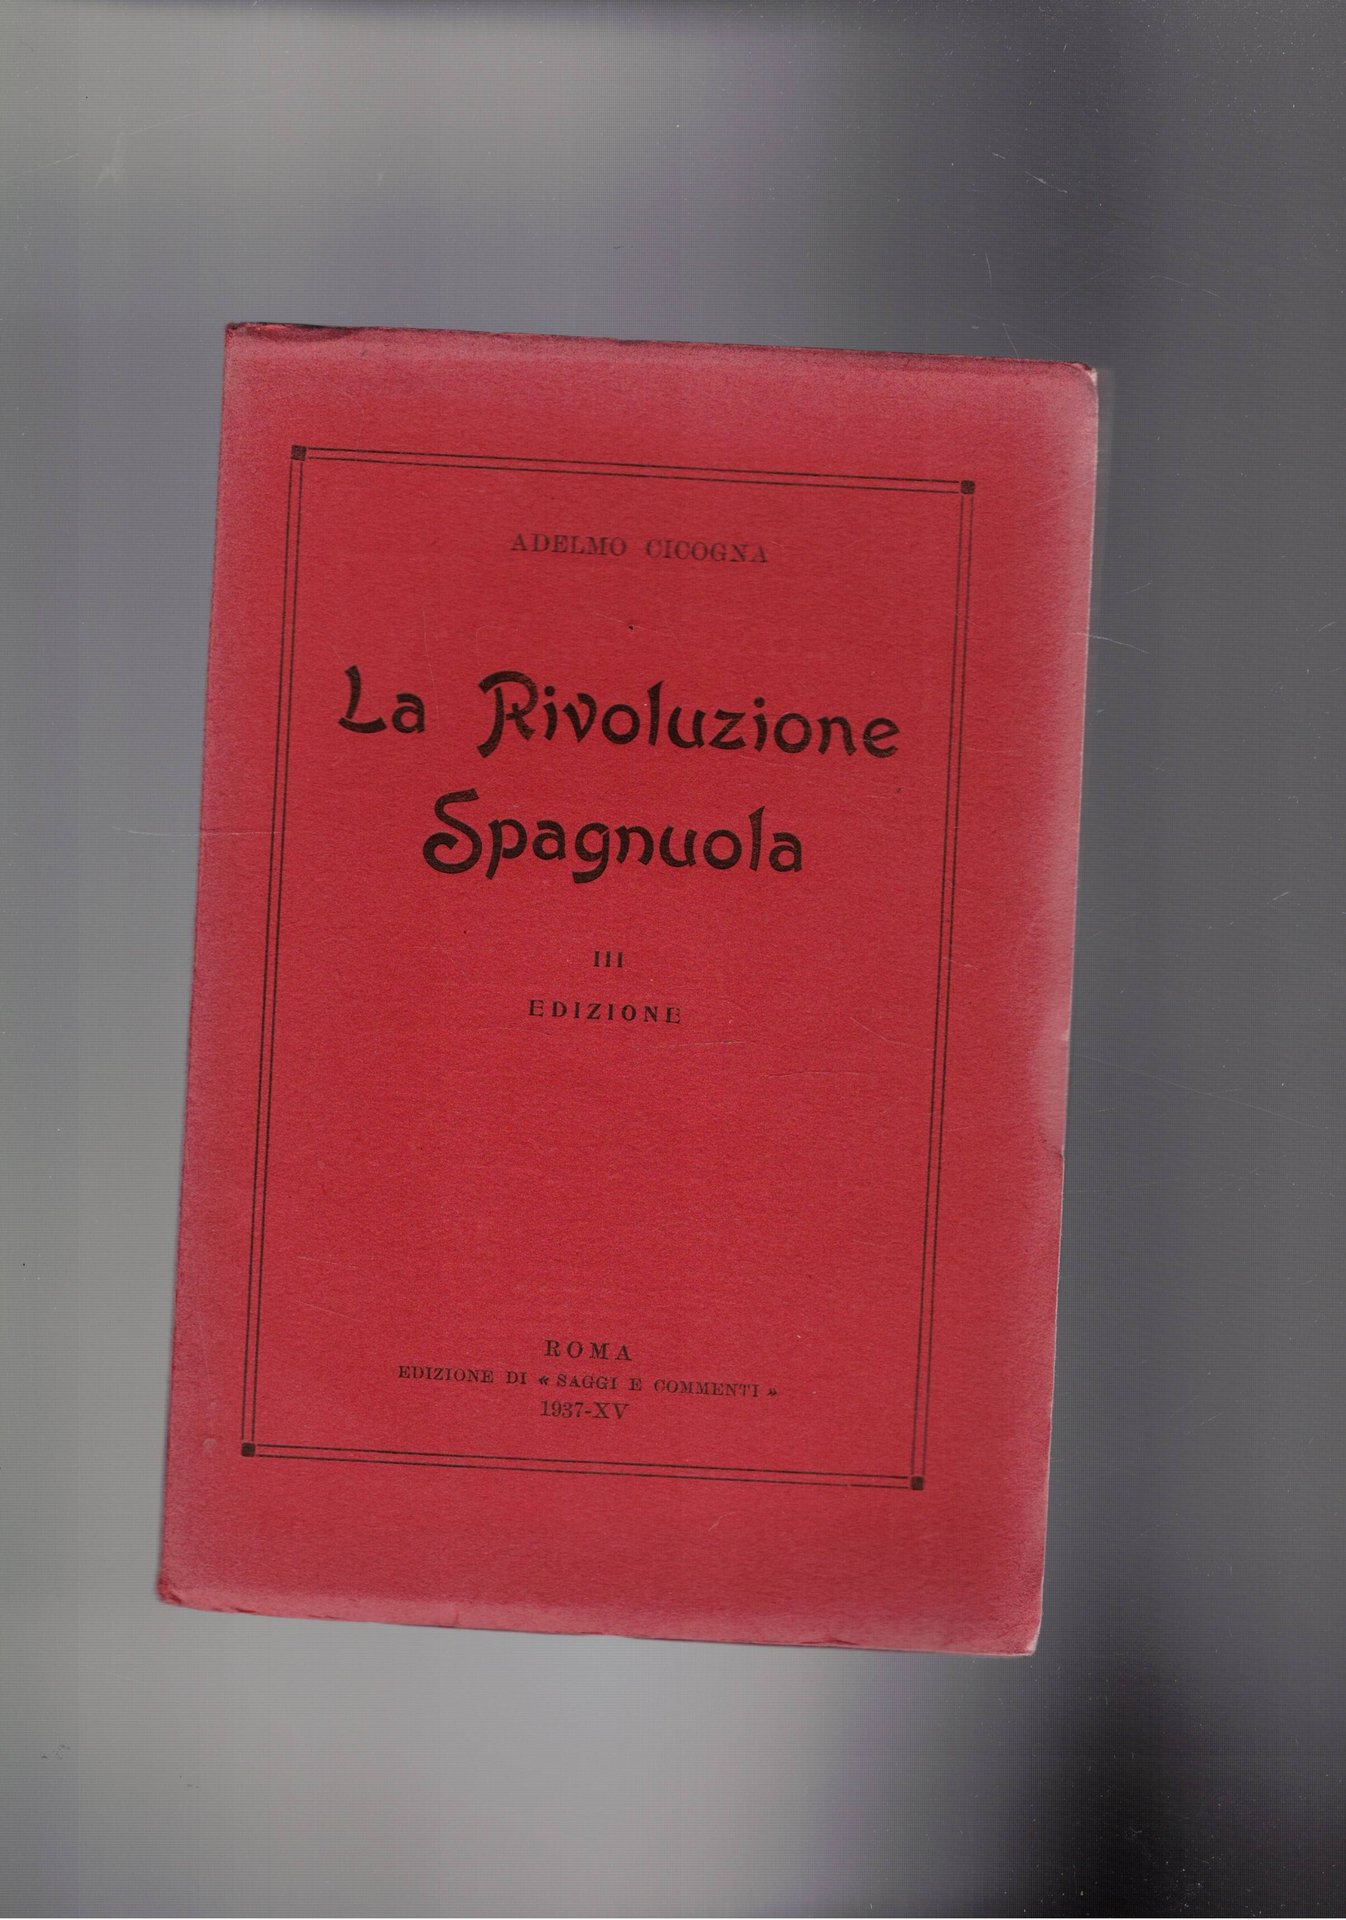 ADELMO CICOGNA
La Rivoluzione
Spagnuola
III
EDIZIONE
ROMA
EDIZIONE DI « SAGGI E COMMENTI »
1937-XV